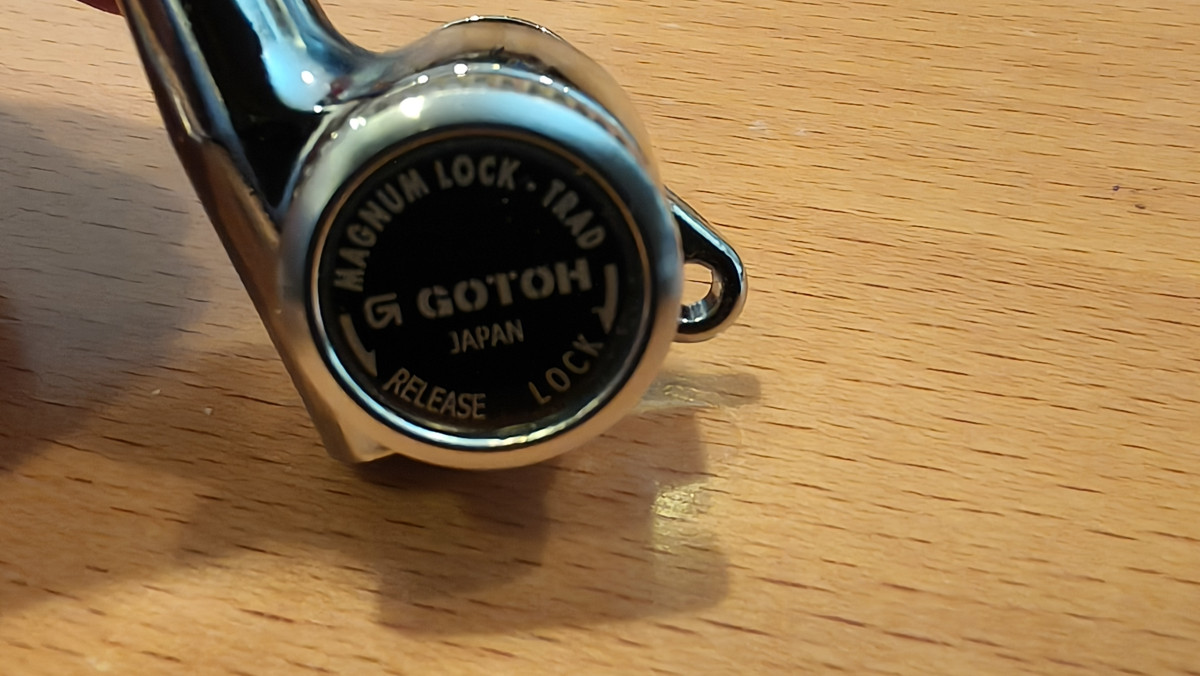 MAGNUM LOCK - TRAD
G GOTOH
JAPAN
RELEASE LOCK